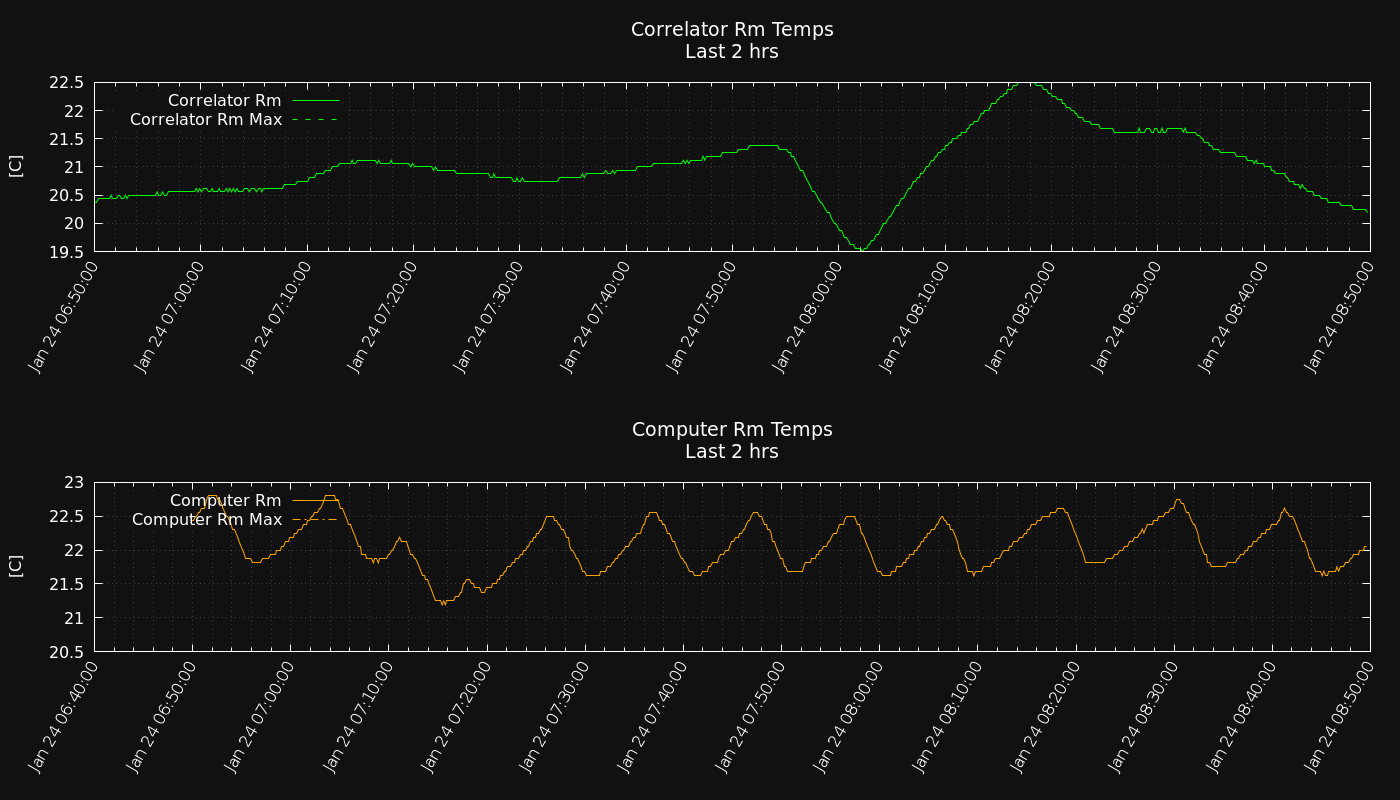 Correlator Rm Temps
Last 2 hrs
22.5
22
21.5
21
20.5
20
19.5
[C]
Correlator Rm
Correlator Rm Max
Jan 24 06:50:00
Jan 24 07:00:00
Jan 24 07:10:00
Jan 24 07:20:00
Jan 24 07:30:00
Jan 24 07:40:00
Jan 24 07:50:00
Jan 24 08:00:00
Jan 24 08:10:00
Jan 24 08:20:00
Jan 24 08:30:00
Jan 24 08:40:00
Jan 24 08:50:00
Computer Rm Temps
Last 2 hrs
23
22.5
22
21.5
21
20.5
[C]
Computer Rm
Computer Rm Max
Jan 24 06:40:00
Jan 24 06:50:00
Jan 24 07:00:00
Jan 24 07:10:00
Jan 24 07:20:00
Jan 24 07:30:00
Jan 24 07:40:00
Jan 24 07:50:00
Jan 24 08:00:00
Jan 24 08:10:00
Jan 24 08:20:00
Jan 24 08:30:00
Jan 24 08:40:00
Jan 24 08:50:00